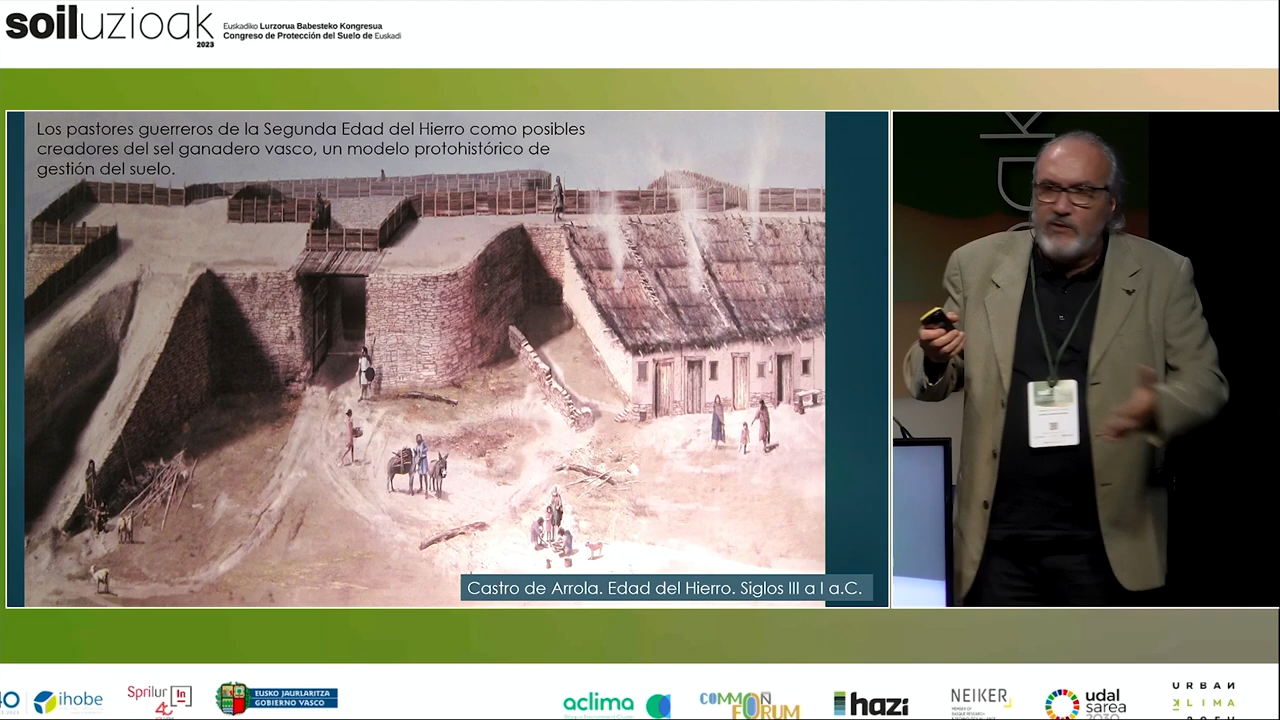 soiluzioak
2023
Euskadiko Lurzorua Babesteko Kongresua
Congreso de Protección del Suelo de Euskadi
Los pastores guerreros de la Segunda Edad del Hierro como posibles
creadores del sel ganadero vasco, un modelo protohistórico de
gestión del suelo.
Castro de Arrola. Edad del Hierro. Siglos III a I a.C.
ihobe
Sprilur
EUSKO JAURLARITZA
GOBIERNO VASCO
aclima
COMMON
FORUM
hazi
NEIKER
udal
sarea
2030
URBAN
KLIMA